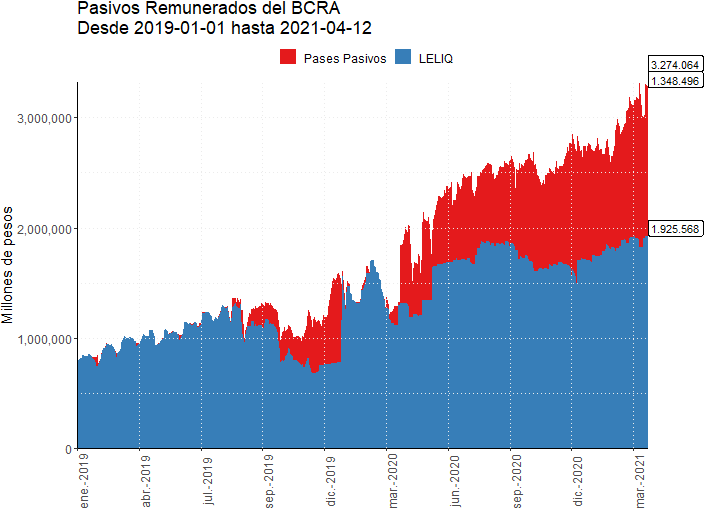 Pasivos Remunerados del BCRA
Desde 2019-01-01 hasta 2021-04-12
Pases Pasivos LELIQ
3.274.064
1.348.496
3,000,000
1.925.568
2,000,000
1,000,000
0
Millones de pesos
ene.-2019
abr.-2019
jul.-2019
sep.-2019
dic.-2019
mar.-2020
jun.-2020
sep.-2020
dic.-2020
mar.-2021